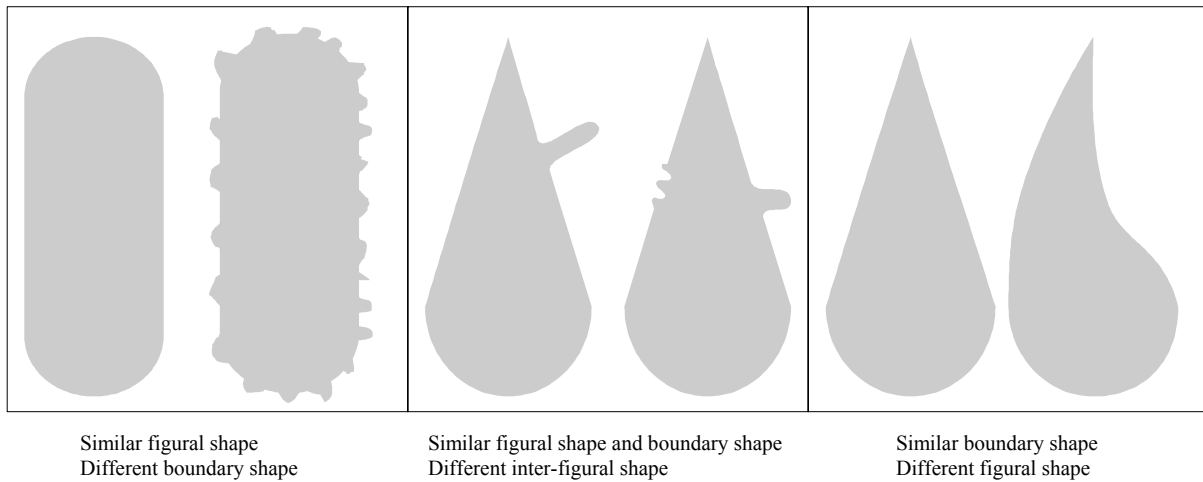 Similar figural shape
Different boundary shape
Similar figural shape and boundary shape
Different inter-figural shape
Similar boundary shape
Different figural shape